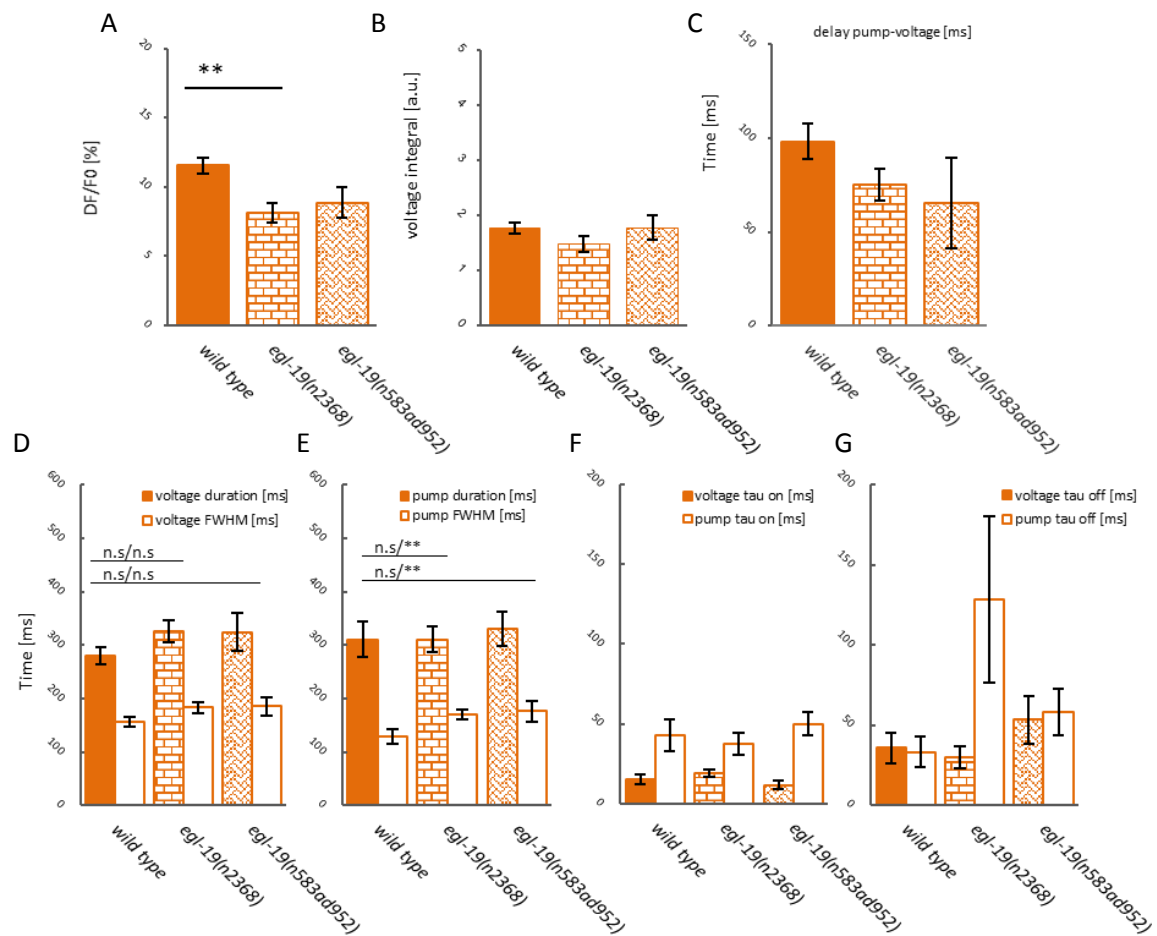 A
DF/F0 [%]
20
15
10
5
0
**
wild type
egl-19(n2368)
egl-19(n583ad952)
B
voltage integral [a.u.]
5
4
3
2
1
0
wild type
egl-19(n2368)
egl-19(n583ad952)
C
delay pump-voltage [ms]
Time [ms]
150
100
50
0
wild type
egl-19(n2368)
egl-19(n583ad952)
D
Time [ms]
600
500
400
300
200
100
0
voltage duration [ms]
voltage FWHM [ms]
n.s/n.s
n.s/n.s
wild type
egl-19(n2368)
egl-19(n583ad952)
E
600
500
400
300
200
100
0
pump duration [ms]
pump FWHM [ms]
n.s/**
n.s/**
wild type
egl-19(n2368)
egl-19(n583ad952)
F
200
150
100
50
0
voltage tau on [ms]
pump tau on [ms]
wild type
egl-19(n2368)
egl-19(n583ad952)
G
200
150
100
50
0
voltage tau off [ms]
pump tau off [ms]
wild type
egl-19(n2368)
egl-19(n583ad952)